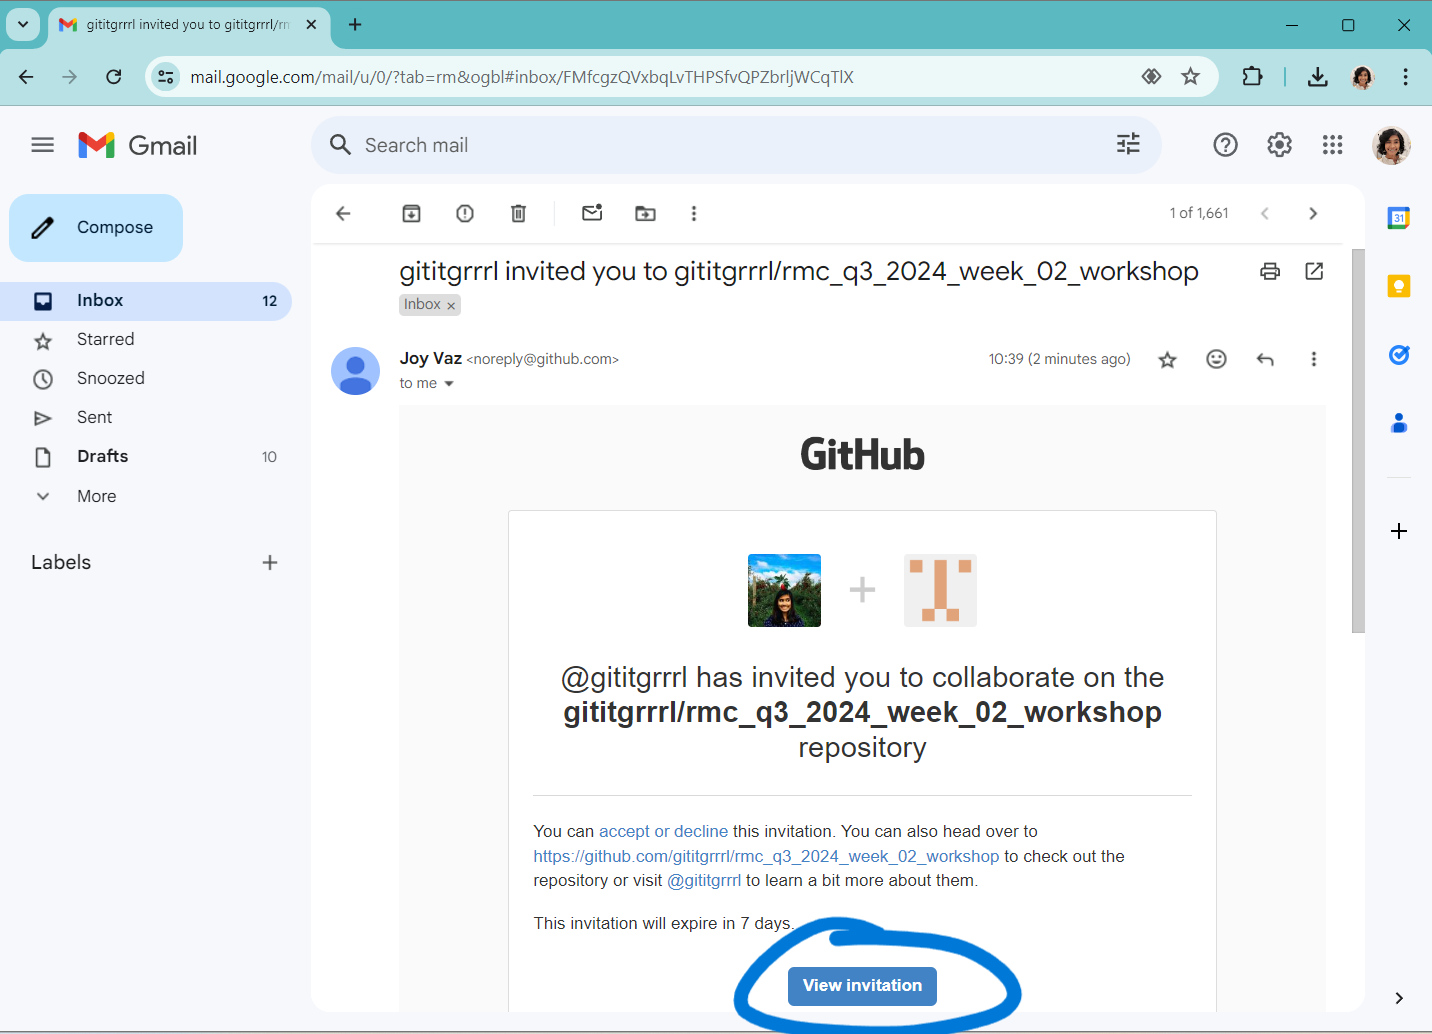 gititgrrrl invited you to gititgrrrl/rm
mail.google.com/mail/u/0/?tab=rm&ogbl#inbox/FMfcgzQVxbqLvTHPSfvQPZbrljWCqTlX
Gmail
Search mail
Compose
1 of 1,661
gititgrrrl invited you to gititgrrrl/rmc_q3_2024_week_02_workshop
Inbox x
Inbox 12
Starred
Snoozed
Sent
Drafts 10
More
Labels
31
Joy Vaz <noreply@github.com>
10:39 (2 minutes ago)
to me
GitHub
@gititgrrrl has invited you to collaborate on the
gititgrrrl/rmc_q3_2024_week_02_workshop
repository
You can accept or decline this invitation. You can also head over to
https://github.com/gititgrrrl/rmc_q3_2024_week_02_workshop to check out the
repository or visit @gititgrrrl to learn a bit more about them.
This invitation will expire in 7 days.
View invitation